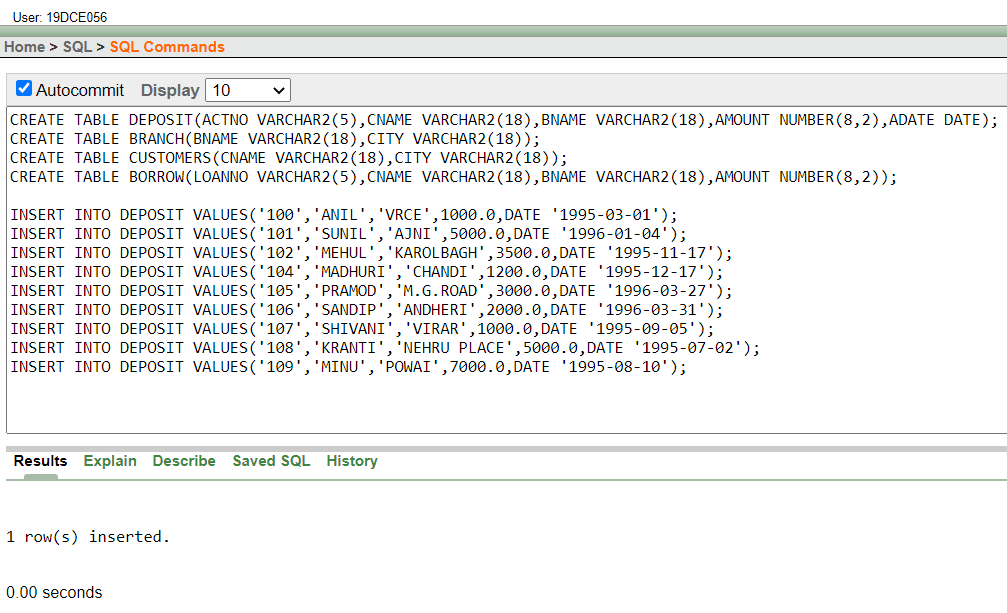 User: 19DCE056
Home > SQL > SQL Commands
Autocommit Display 10
CREATE TABLE DEPOSIT(ACTNO VARCHAR2(5),CNAME VARCHAR2(18),BNAME VARCHAR2(18),AMOUNT NUMBER(8,2),ADATE DATE);
CREATE TABLE BRANCH(BNAME VARCHAR2(18),CITY VARCHAR2(18));
CREATE TABLE CUSTOMERS(CNAME VARCHAR2(18),CITY VARCHAR2(18));
CREATE TABLE BORROW(LOANNO VARCHAR2(5),CNAME VARCHAR2(18),BNAME VARCHAR2(18),AMOUNT NUMBER(8,2));
INSERT INTO DEPOSIT VALUES('100','ANIL','VRCE',1000.0,DATE '1995-03-01');
INSERT INTO DEPOSIT VALUES('101','SUNIL','AJNI',5000.0,DATE '1996-01-04');
INSERT INTO DEPOSIT VALUES('102','MEHUL','KAROLBAGH',3500.0,DATE '1995-11-17');
INSERT INTO DEPOSIT VALUES('104','MADHURI','CHANDI',1200.0,DATE '1995-12-17');
INSERT INTO DEPOSIT VALUES('105','PRAMOD','M.G.ROAD',3000.0,DATE '1996-03-27');
INSERT INTO DEPOSIT VALUES('106','SANDIP','ANDHERI',2000.0,DATE '1996-03-31');
INSERT INTO DEPOSIT VALUES('107','SHIVANI','VIRAR',1000.0,DATE '1995-09-05');
INSERT INTO DEPOSIT VALUES('108','KRANTI','NEHRU PLACE',5000.0,DATE '1995-07-02');
INSERT INTO DEPOSIT VALUES('109','MINU','POWAI',7000.0,DATE '1995-08-10');
Results Explain Describe Saved SQL History
1 row(s) inserted.
0.00 seconds